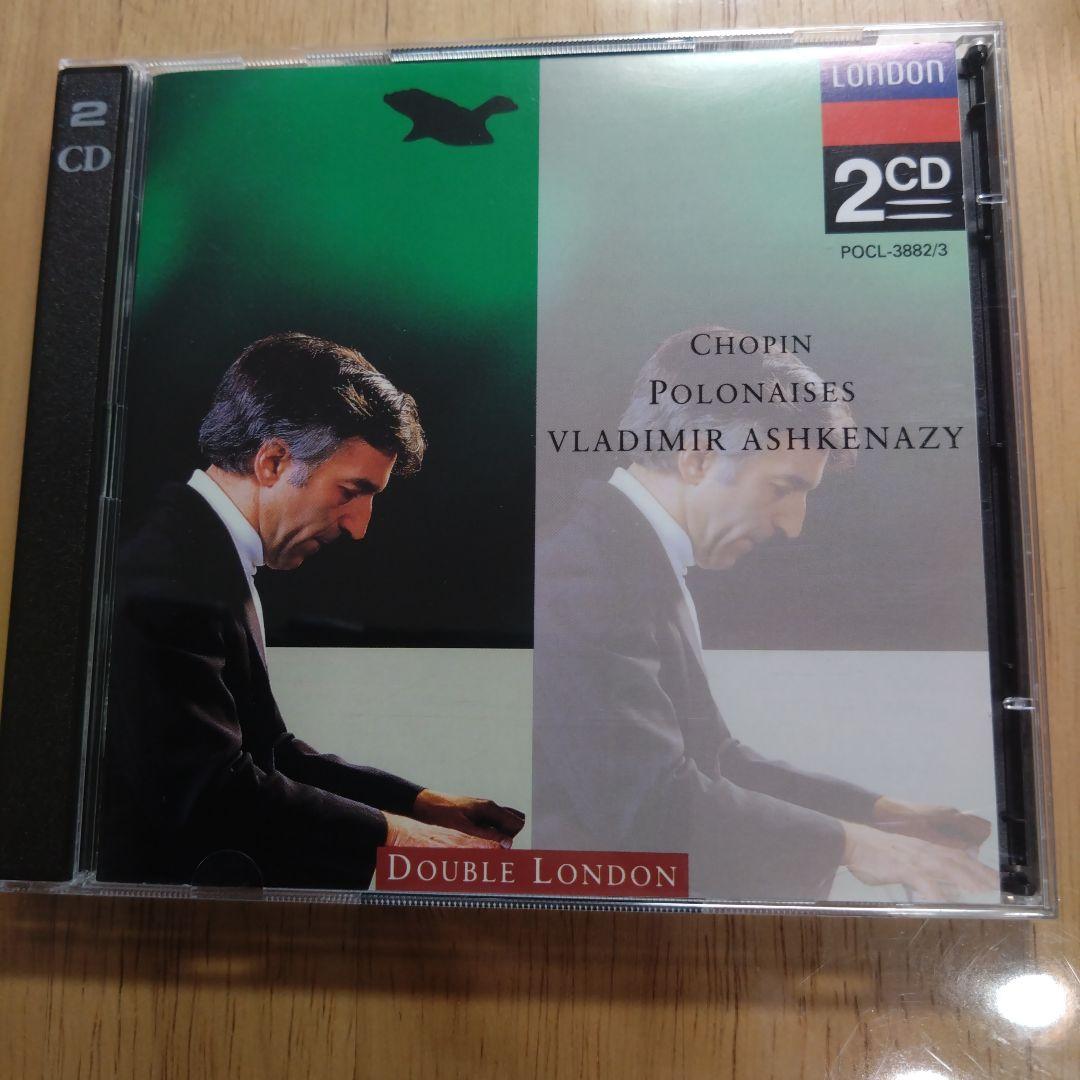 2
CD
LONDON
2CD
POCL-3882/3
CHOPIN
POLONAISES
VLADIMIR ASHKENAZY
DOUBLE LONDON